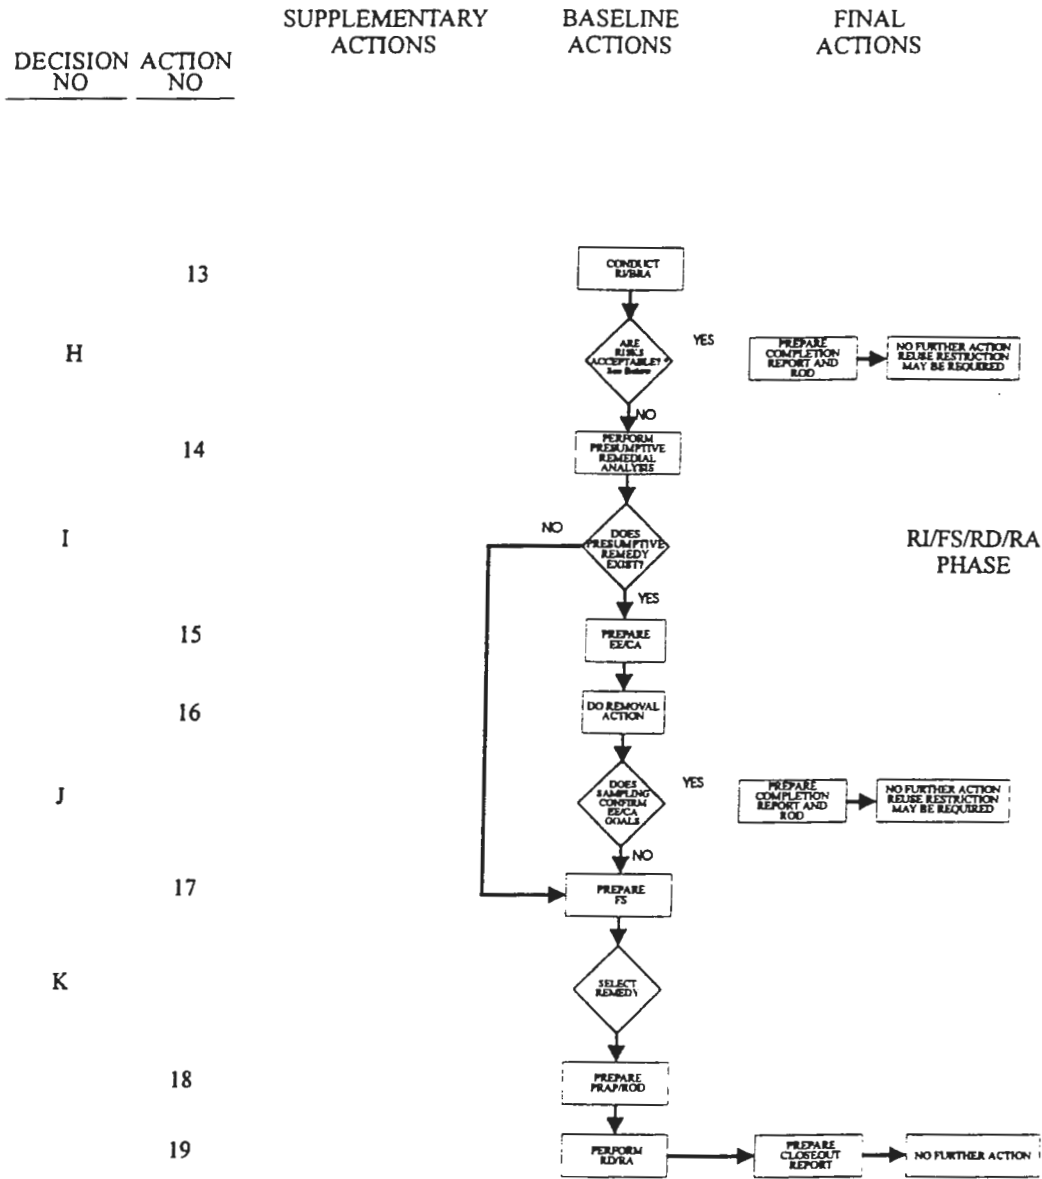 SUPPLEMENTARY
ACTIONS
BASELINE
ACTIONS
FINAL
ACTIONS
DECISION
NO
ACTION
NO
13
CONDUCT
RI/BRA
H
ARE
RISKS
ACCEPTABLE? *
See Below
YES
PREPARE
COMPLETION
REPORT AND
ROD
NO FURTHER ACTION
REUSE RESTRICTION
MAY BE REQUIRED
NO
14
PERFORM
PRESUMPTIVE
REMEDIAL
ANALYSIS
I
NO
DOES
PRESUMPTIVE
REMEDY
EXIST?
RI/FS/RD/RA
PHASE
YES
15
PREPARE
EE/CA
16
DO REMOVAL
ACTION
J
DOES
SAMPLING
CONFIRM
EE/CA
GOALS
YES
PREPARE
COMPLETION
REPORT AND
ROD
NO FURTHER ACTION
REUSE RESTRICTION
MAY BE REQUIRED
NO
17
PREPARE
FS
K
SELECT
REMEDY
18
PREPARE
PRAP/ROD
19
PERFORM
RD/RA
PREPARE
CLOSEOUT
REPORT
NO FURTHER ACTION